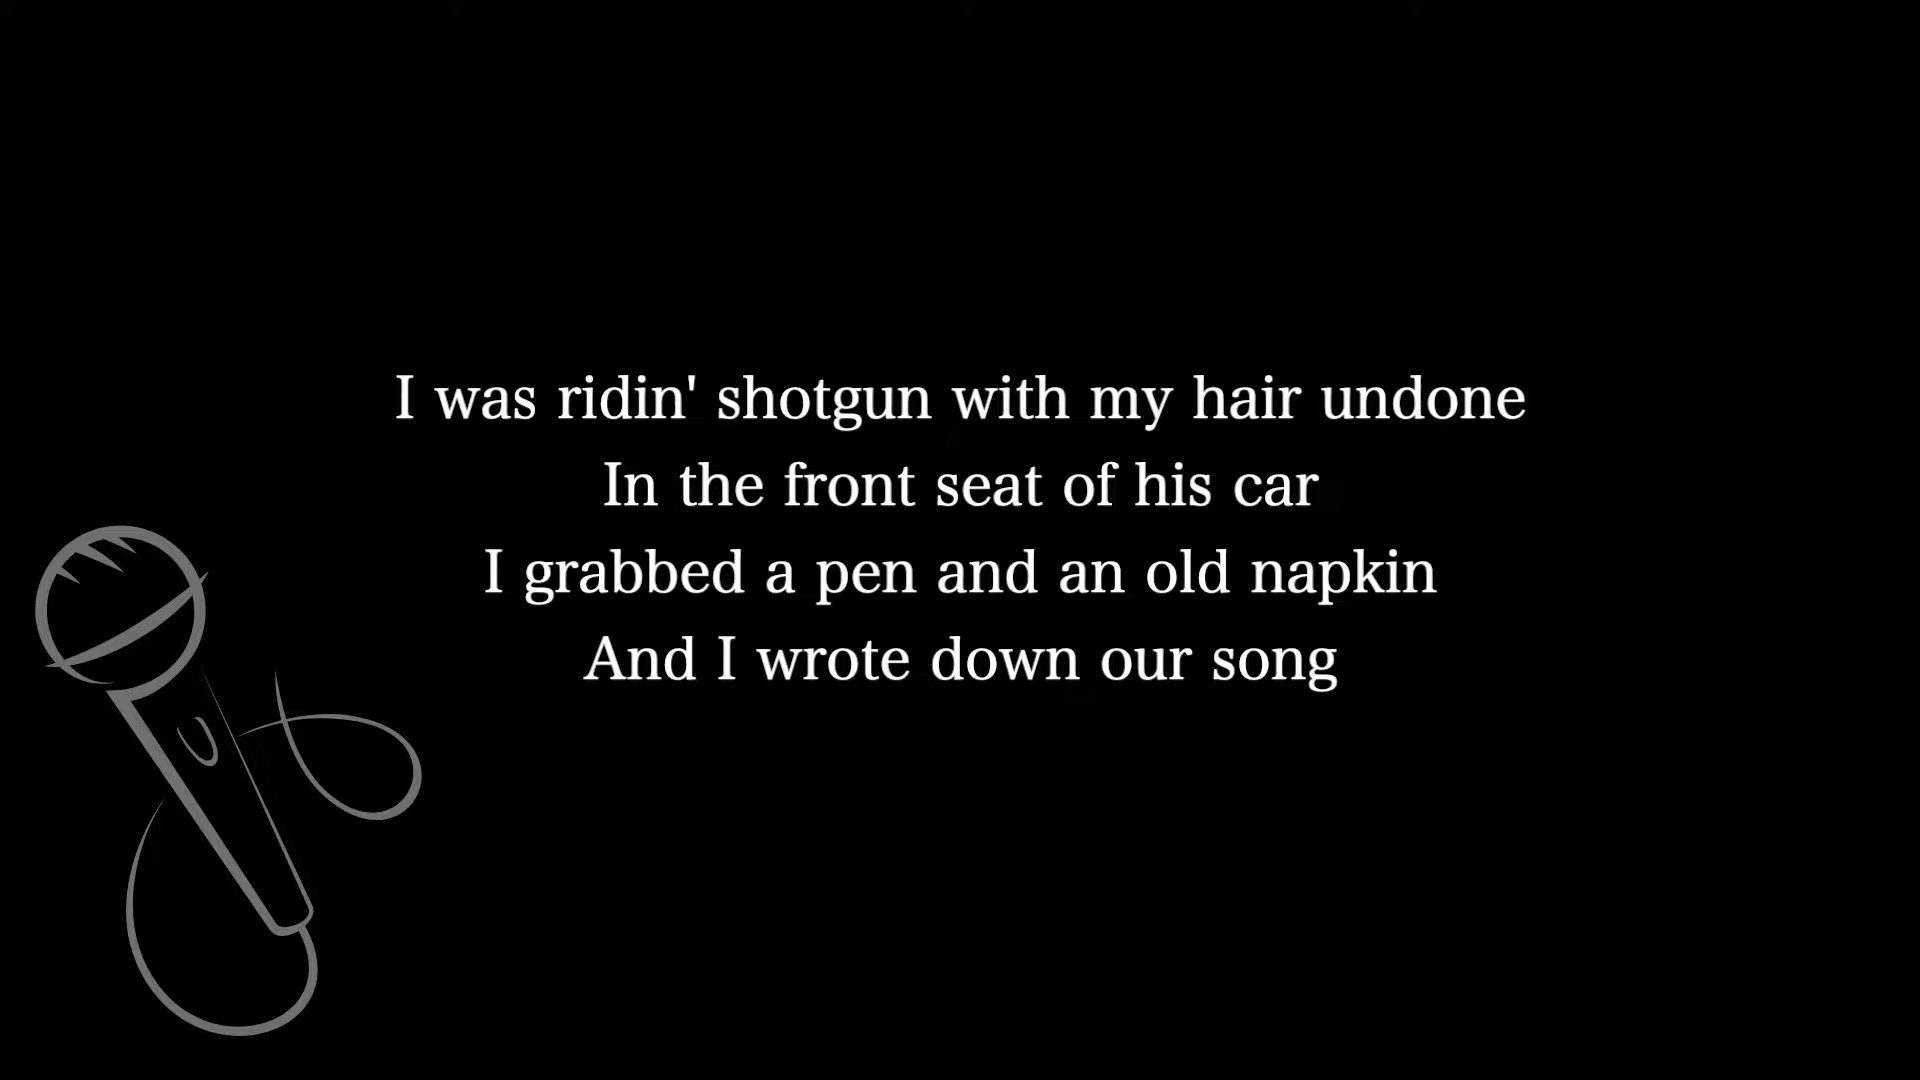 I was ridin' shotgun with my hair undone
In the front seat of his car
I grabbed a pen and an old napkin
And I wrote down our song